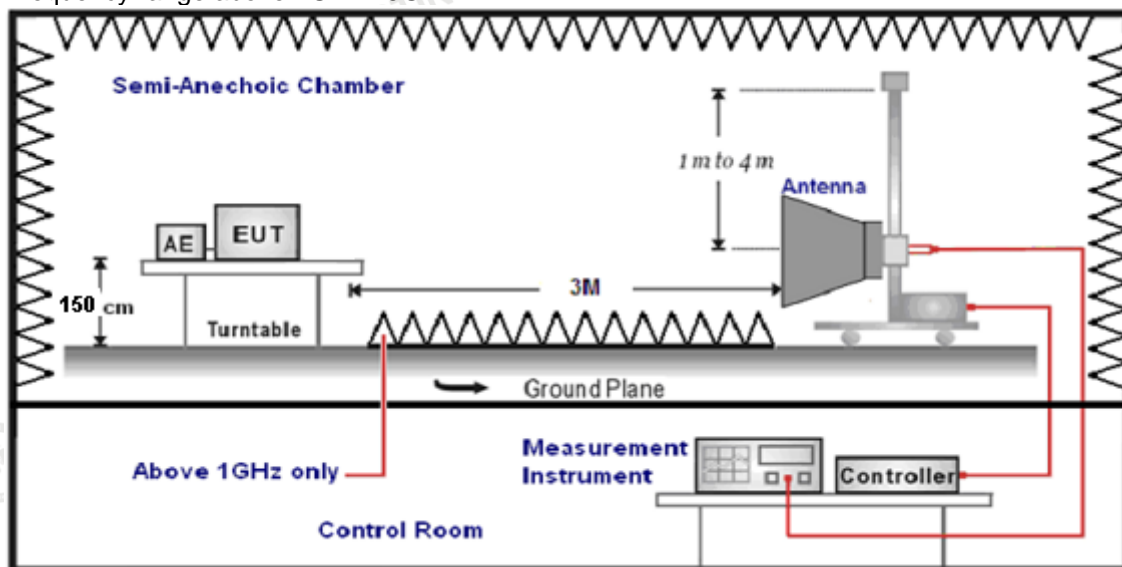 Semi-Anechoic Chamber
1 m to 4 m
Antenna
AE
EUT
150 cm
3M
Turntable
Ground Plane
Above 1GHz only
Measurement
Instrument
Controller
Control Room